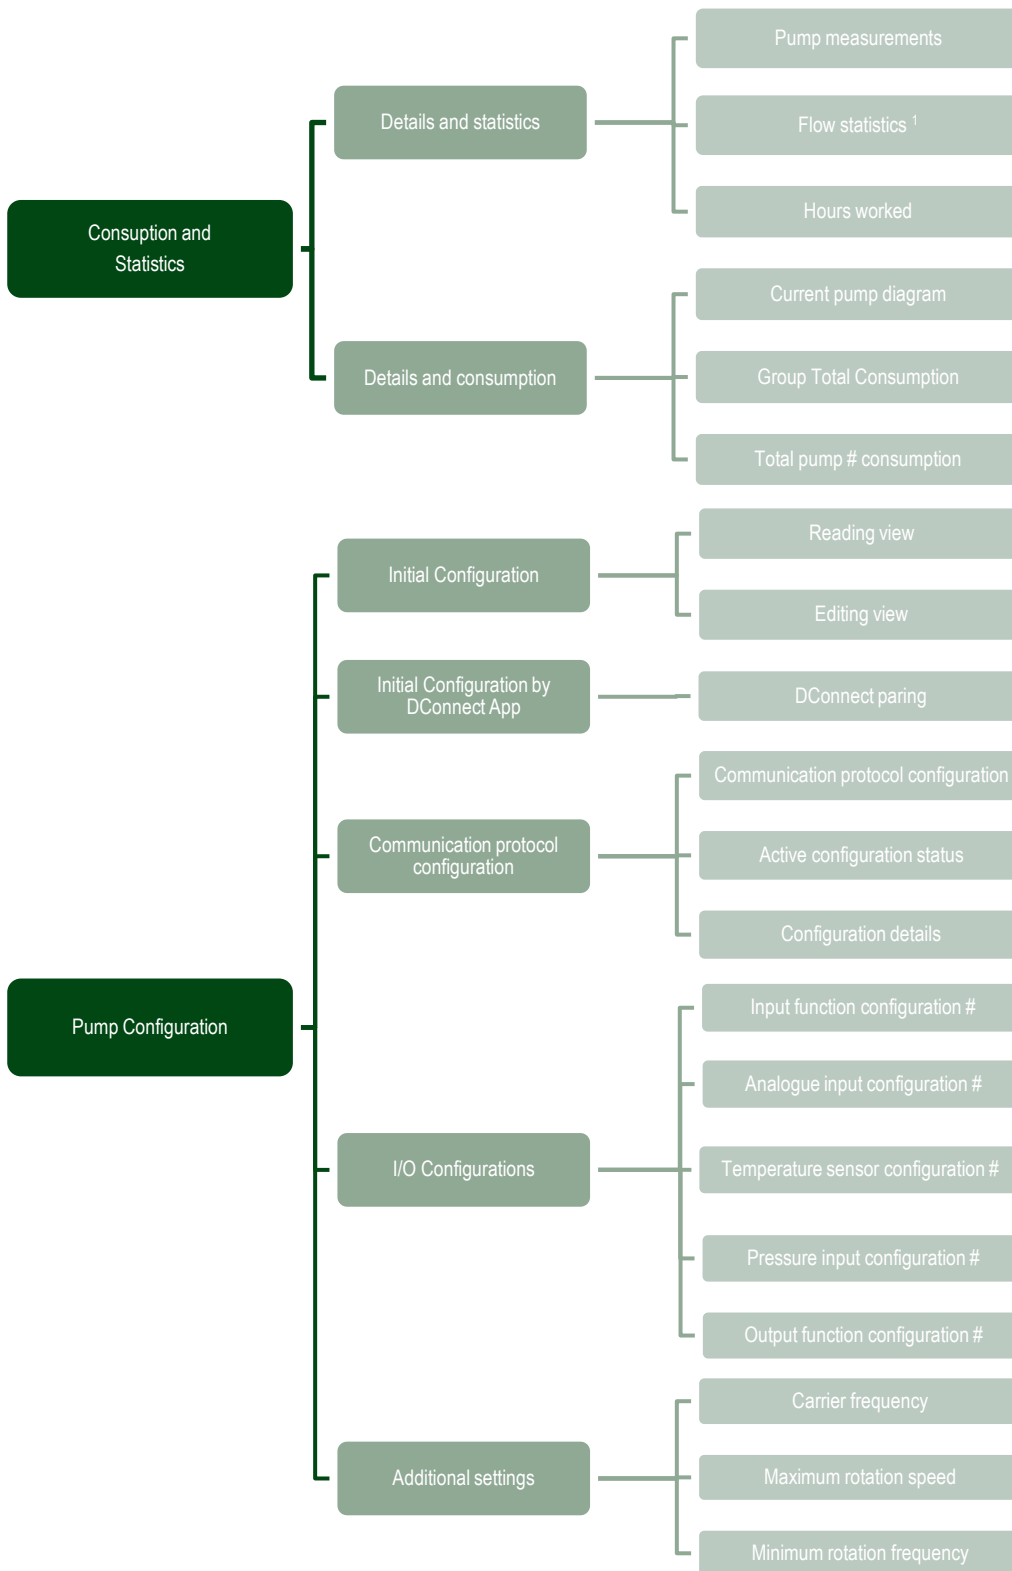 Consuption and
Statistics
Details and statistics
Pump measurements
Flow statistics ¹
Hours worked
Details and consumption
Current pump diagram
Group Total Consumption
Total pump # consumption
Pump Configuration
Initial Configuration
Reading view
Editing view
Initial Configuration by
DConnect App
DConnect paring
Communication protocol
configuration
Communication protocol configuration
Active configuration status
Configuration details
I/O Configurations
Input function configuration #
Analogue input configuration #
Temperature sensor configuration #
Pressure input configuration #
Output function configuration #
Additional settings
Carrier frequency
Maximum rotation speed
Minimum rotation frequency